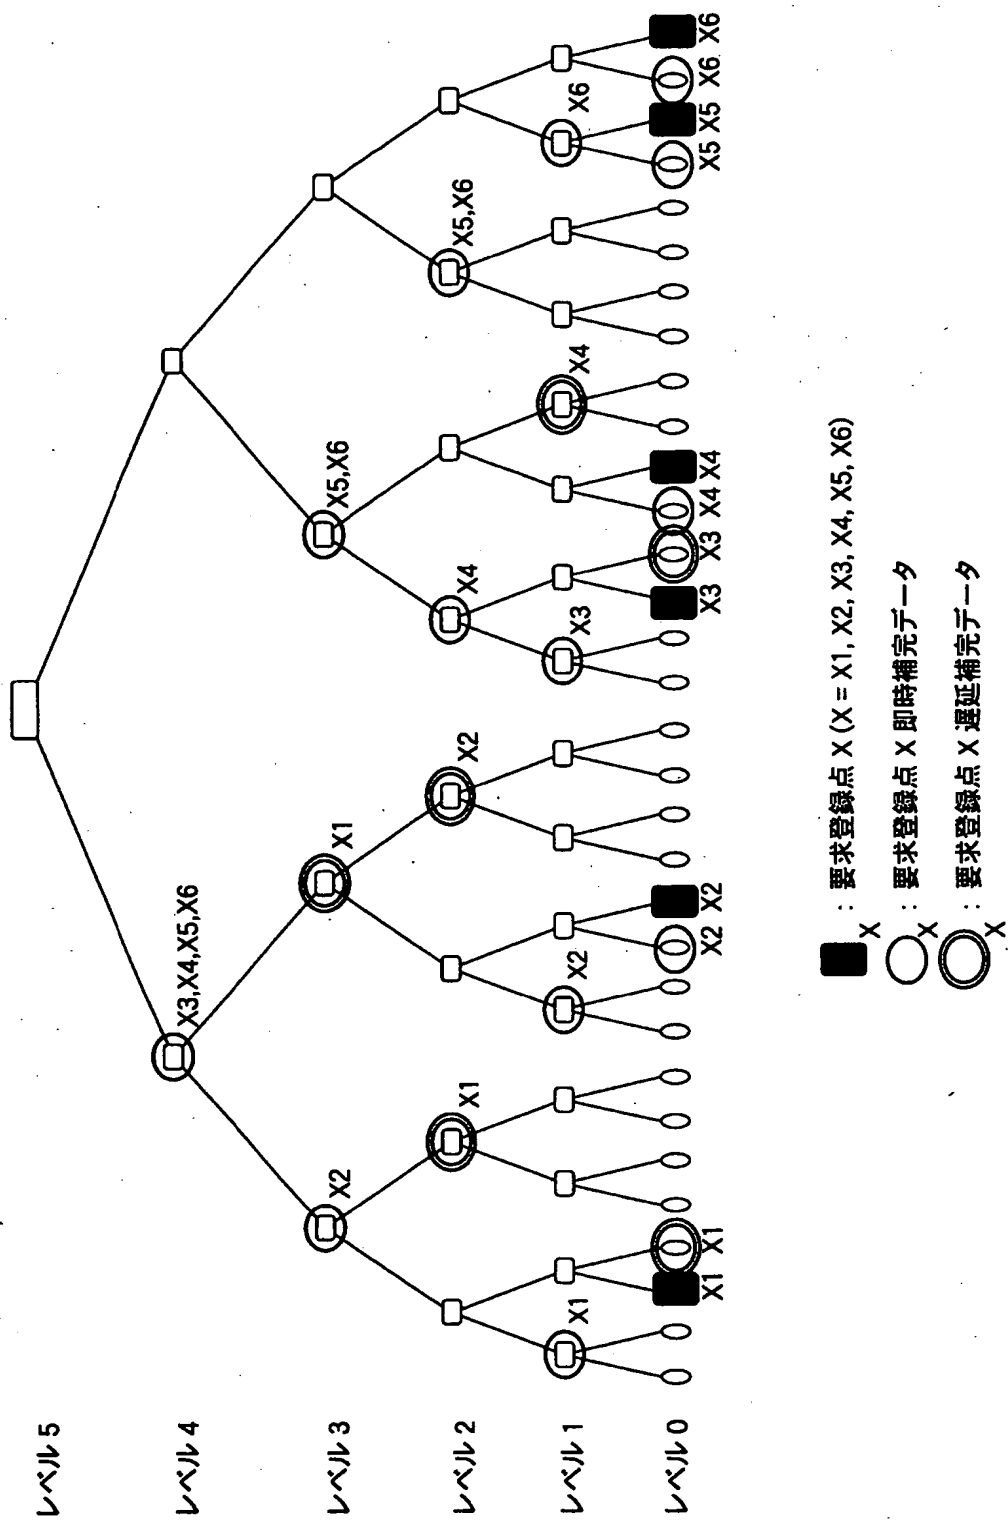 レベル 5
レベル 4
X3,X4,X5,X6
レベル 3
X2
X1
X5,X6
レベル 2
X1
X2
X4
X5,X6
レベル 1
X1
X2
X3
X4
X6
レベル 0
X1
X1
X2
X2
X3
X3
X4
X4
X5
X5
X6
X6
X : 要求登録点 X (X = X1, X2, X3, X4, X5, X6)
X : 要求登録点 X 即時補完データ
X : 要求登録点 X 遅延補完データ